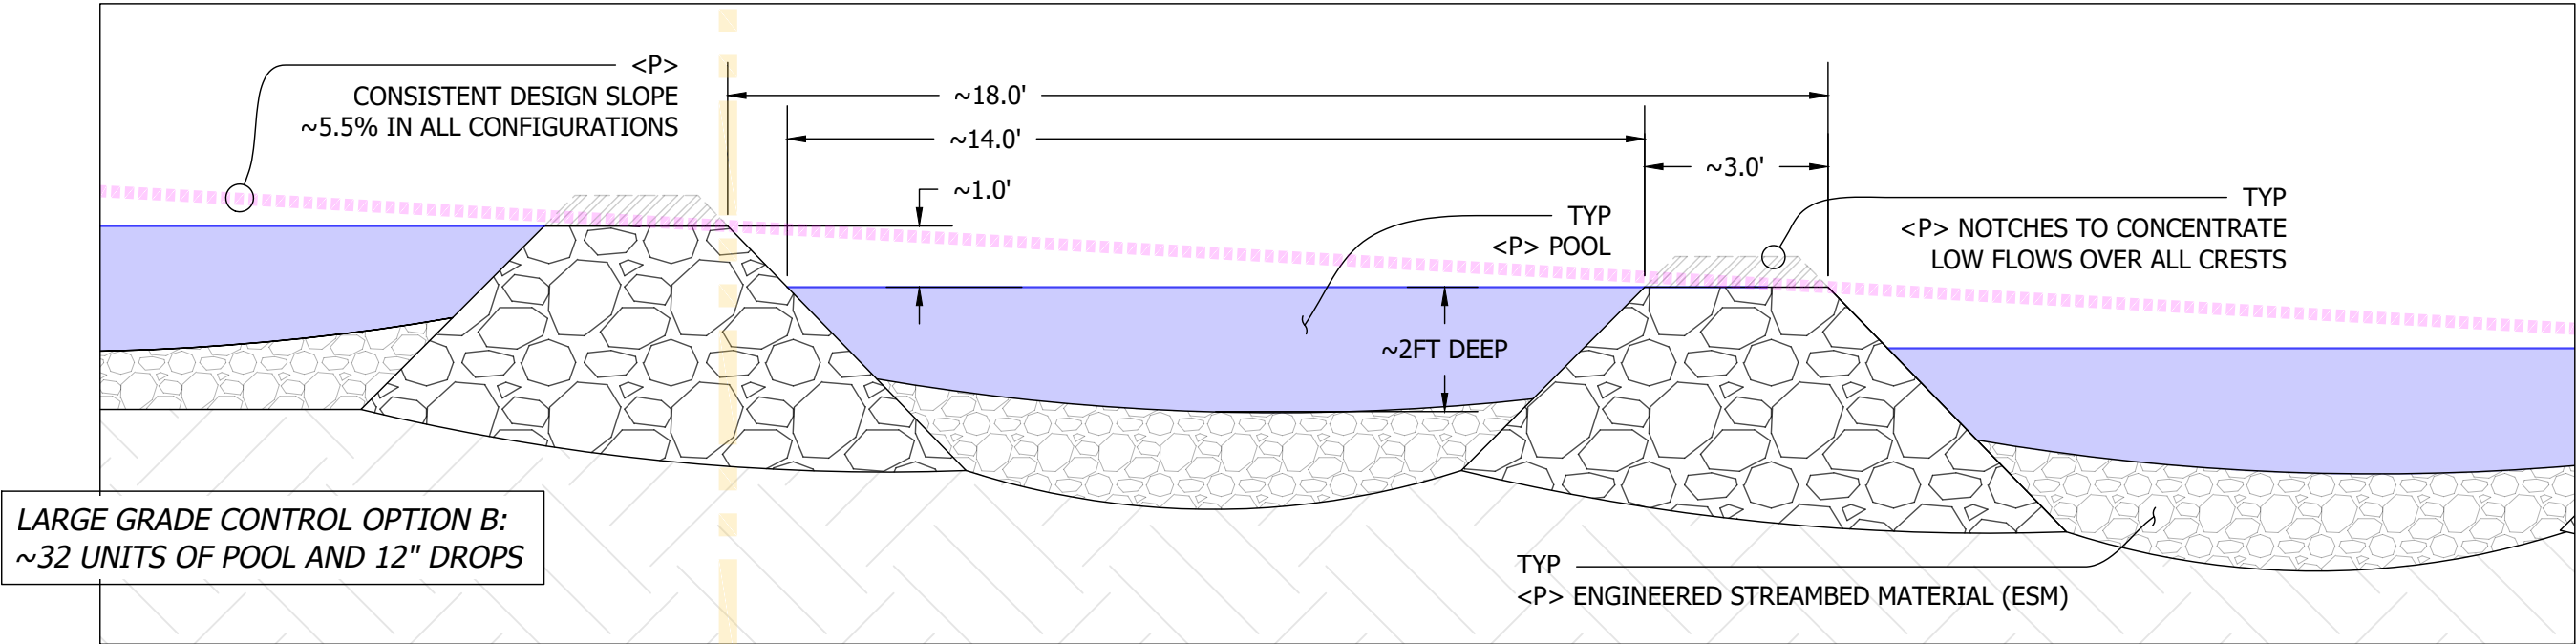 <P>
CONSISTENT DESIGN SLOPE
~5.5% IN ALL CONFIGURATIONS
~18.0'
~14.0'
~3.0'
~1.0'
TYP
<P> POOL
TYP
<P> NOTCHES TO CONCENTRATE
LOW FLOWS OVER ALL CRESTS
~2FT DEEP
LARGE GRADE CONTROL OPTION B:
~32 UNITS OF POOL AND 12" DROPS
TYP
<P> ENGINEERED STREAMBED MATERIAL (ESM)